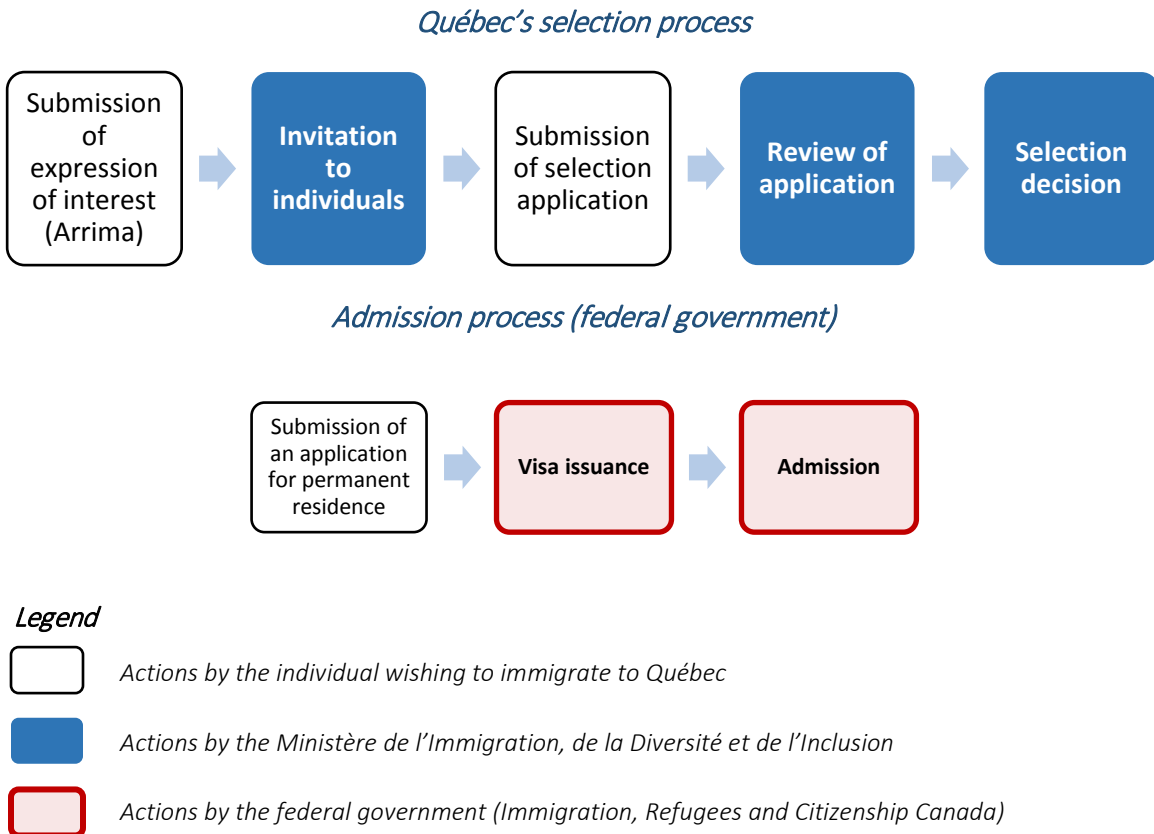 Québec's selection process
Submission
of
expression
of interest
(Arrima)
Invitation
to
individuals
Submission
of selection
application
Review of
application
Selection
decision
Admission process (federal government)
Submission of
an application
for permanent
residence
Visa issuance
Admission
Legend
Actions by the individual wishing to immigrate to Québec
Actions by the Ministère de l'Immigration, de la Diversité et de l'Inclusion
Actions by the federal government (Immigration, Refugees and Citizenship Canada)